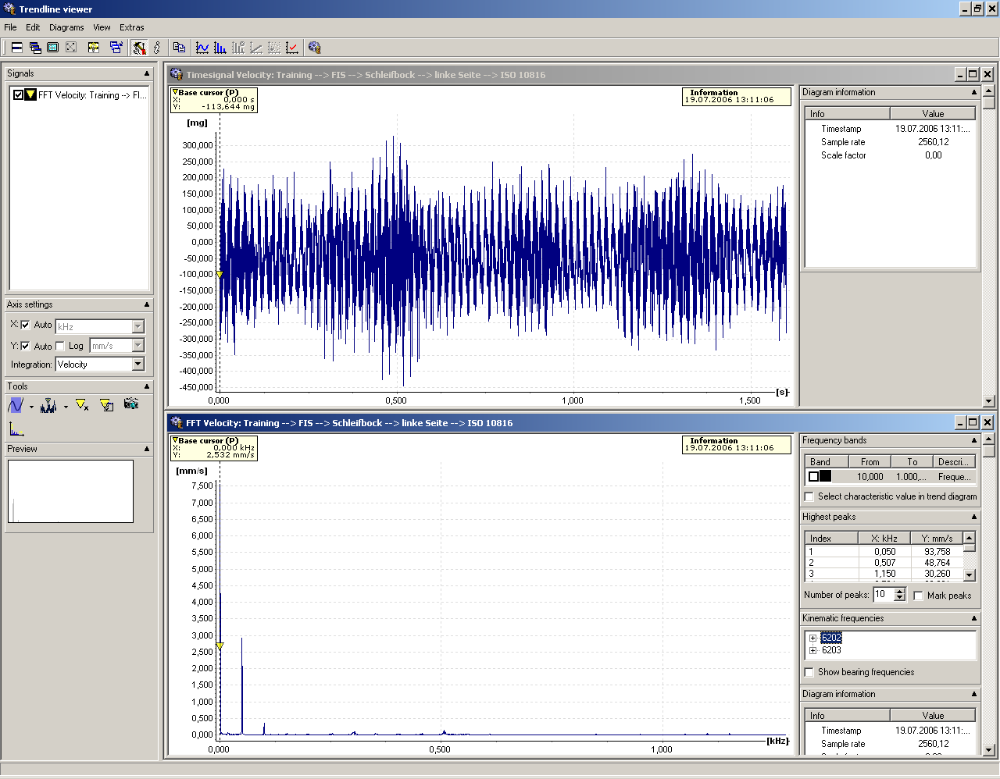 Trendline viewer
File Edit Diagrams View Extras
Signals
FFT Velocity: Training --> FI...
Axis settings
X: Auto kHz
Y: Auto Log mm/s
Integration: Velocity
Tools
Preview
Timesignal Velocity: Training --> FIS --> Schleifbock --> linke Seite --> ISO 10816
Base cursor (P)
X: 0,000 s
Y: -113,644 mg
Information
19.07.2006 13:11:06
[mg]
300,000
250,000
200,000
150,000
100,000
50,000
0,000
-50,000
-100,000
-150,000
-200,000
-250,000
-300,000
-350,000
-400,000
-450,000
[s]
0,000 0,500 1,000 1,500
Diagram information
Info Value
Timestamp 19.07.2006 13:11:...
Sample rate 2560,12
Scale factor 0,00
FFT Velocity: Training --> FIS --> Schleifbock --> linke Seite --> ISO 10816
Base cursor (P)
X: 0,000 kHz
Y: 2,532 mm/s
Information
19.07.2006 13:11:06
[mm/s]
7,500
7,000
6,500
6,000
5,500
5,000
4,500
4,000
3,500
3,000
2,500
2,000
1,500
1,000
0,500
0,000
[kHz]
0,000 0,500 1,000
Frequency bands
Band From To Descri...
10,000 1.000,... Freque...
Select characteristic value in trend diagram
Highest peaks
Index X: kHz Y: mm/s
1 0,050 93,758
2 0,507 48,764
3 1,150 30,260
Number of peaks: 10 Mark peaks
Kinematic frequencies
6202
6203
Show bearing frequencies
Diagram information
Info Value
Timestamp 19.07.2006 13:11:...
Sample rate 2560,12